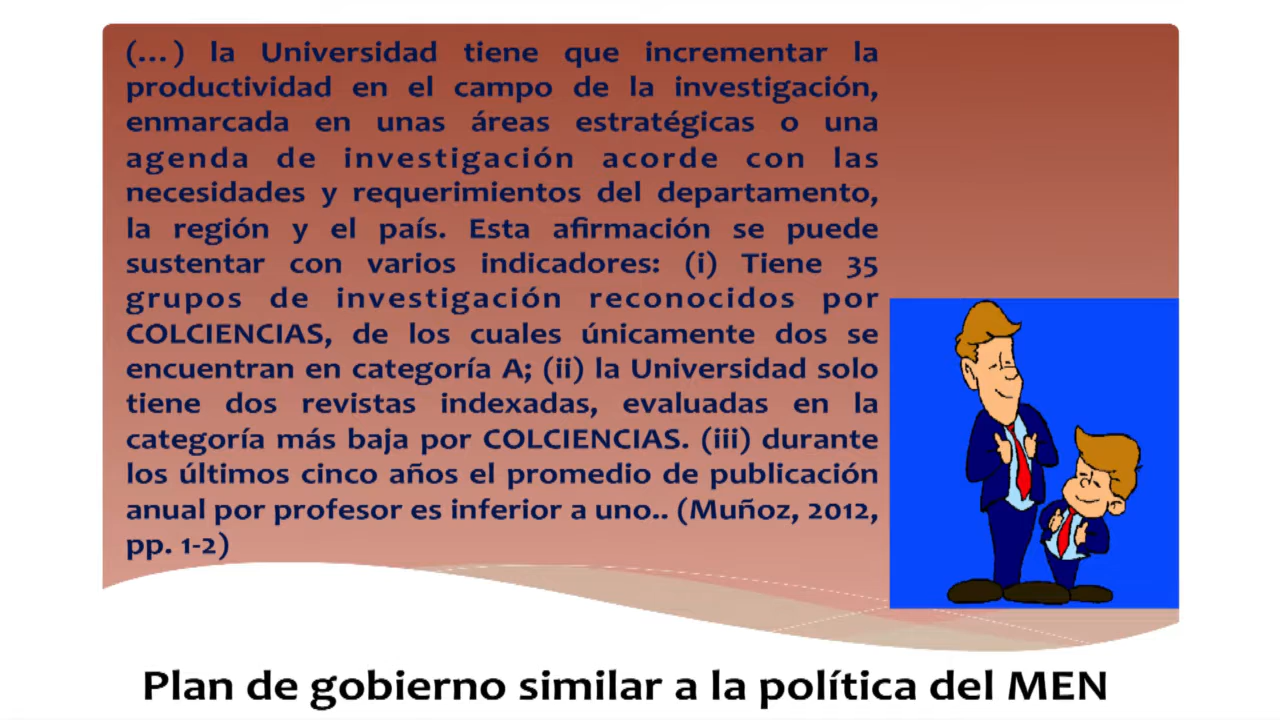 (...) la Universidad tiene que incrementar la
productividad en el campo de la investigación,
enmarcada en unas áreas estratégicas o una
agenda de investigación acorde con las
necesidades y requerimientos del departamento,
la región y el país. Esta afirmación se puede
sustentar con varios indicadores: (i) Tiene 35
grupos de investigación reconocidos por
COLCIENCIAS, de los cuales únicamente dos se
encuentran en categoría A; (ii) la Universidad solo
tiene dos revistas indexadas, evaluadas en la
categoría más baja por COLCIENCIAS. (iii) durante
los últimos cinco años el promedio de publicación
anual por profesor es inferior a uno.. (Muñoz, 2012,
pp. 1-2)
Plan de gobierno similar a la política del MEN